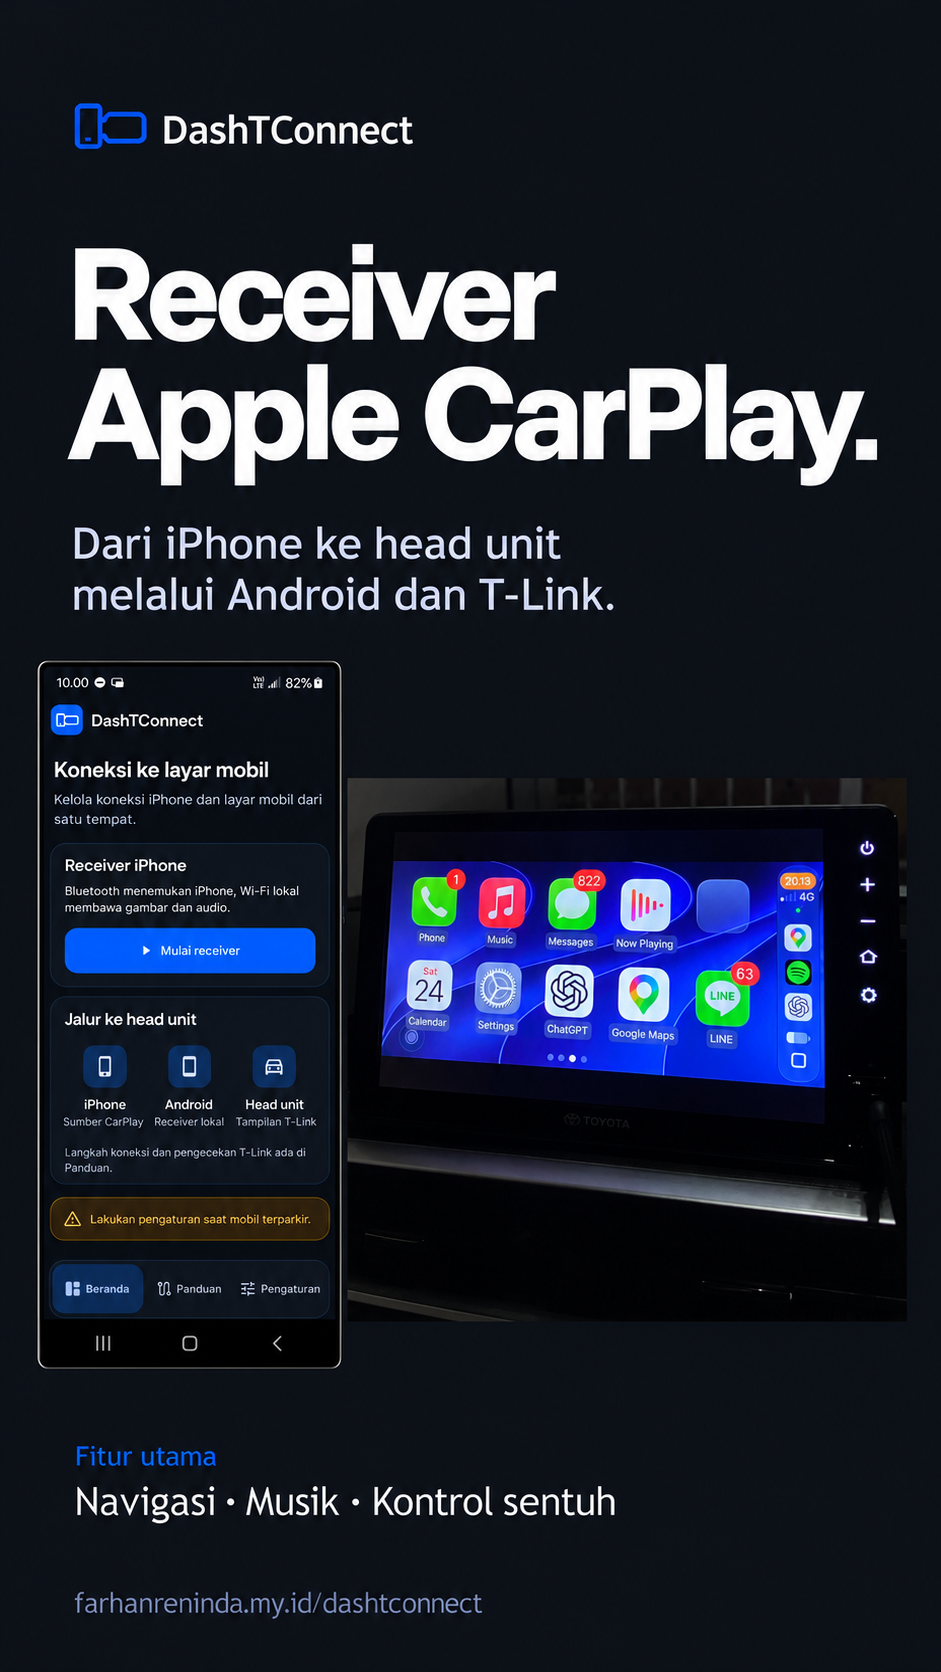 DashTConnect
Receiver
Apple CarPlay.
Dari iPhone ke head unit
melalui Android dan T-Link.
10.00
Vo))
LTE
82%
DashTConnect
Koneksi ke layar mobil
Kelola koneksi iPhone dan layar mobil dari
satu tempat.
Receiver iPhone
Bluetooth menemukan iPhone, Wi-Fi lokal
membawa gambar dan audio.
Mulai receiver
Jalur ke head unit
iPhone
Sumber CarPlay
Android
Receiver lokal
Head unit
Tampilan T-Link
Langkah koneksi dan pengecekan T-Link ada di
Panduan.
Lakukan pengaturan saat mobil terparkir.
Beranda
Panduan
Pengaturan
1
Phone
Music
822
Messages
Now Playing
20.13
4G
Sat
24
Calendar
Settings
ChatGPT
Google Maps
63
LINE
LINE
TOYOTA
Fitur utama
Navigasi • Musik • Kontrol sentuh
farhanreninda.my.id/dashtconnect